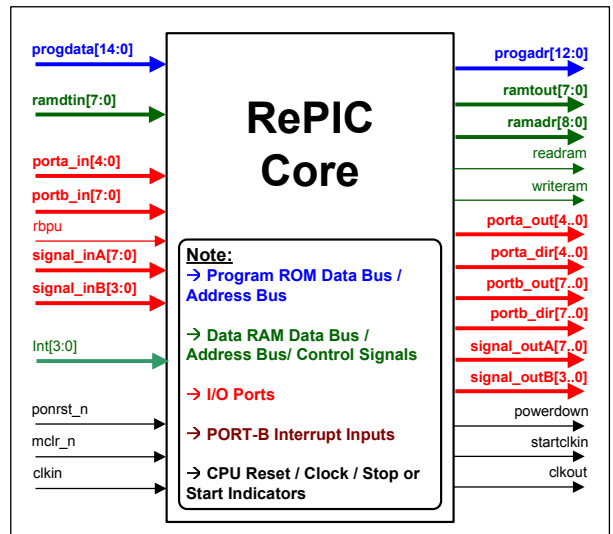 progdata[14:0]
ramdtin[7:0]
porta_in[4:0]
portb_in[7:0]
rbpu
signal_inA[7:0]
signal_inB[3:0]
Int[3:0]
ponrst_n
mclr_n
clkin
RePIC
Core
Note:
→ Program ROM Data Bus /
Address Bus
→ Data RAM Data Bus /
Address Bus/ Control Signals
→ I/O Ports
→ PORT-B Interrupt Inputs
→ CPU Reset / Clock / Stop or
Start Indicators
progadr[12:0]
ramtout[7:0]
ramadr[8:0]
readram
writeram
porta_out[4..0]
porta_dir[4..0]
portb_out[7..0]
portb_dir[7..0]
signal_outA[7..0]
signal_outB[3..0]
powerdown
startclkin
clkout